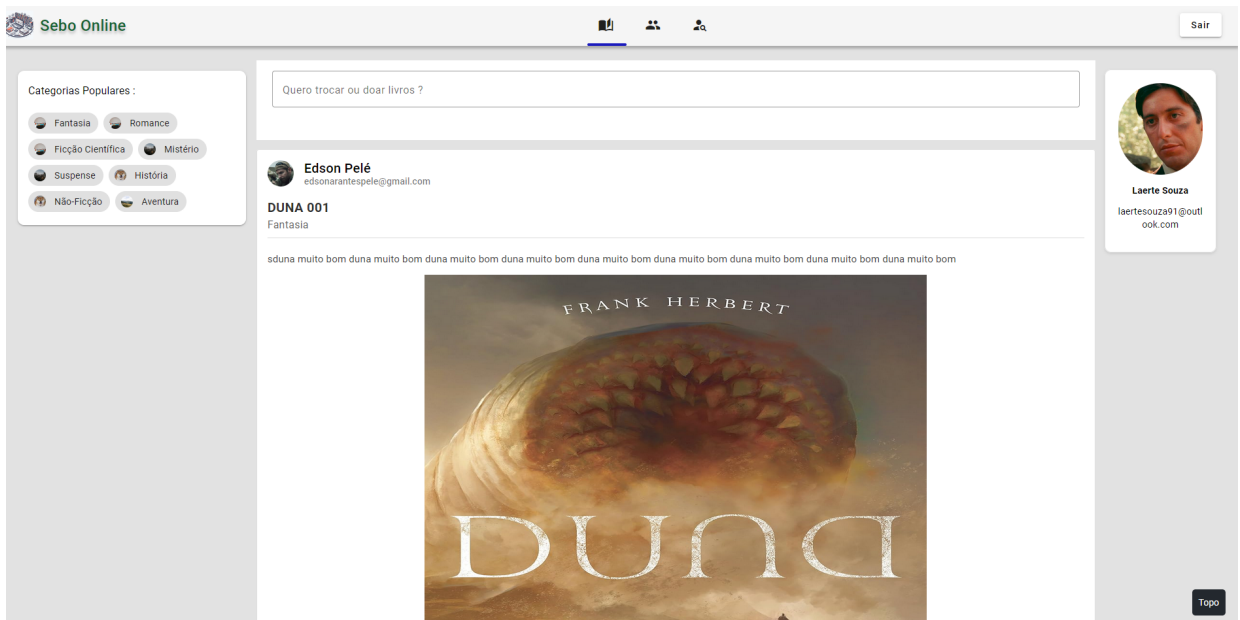 Sebo Online
Sair
Categorias Populares :
Fantasia Romance
Ficção Científica Mistério
Suspense História
Não-Ficção Aventura
Quero trocar ou doar livros ?
Edson Pelé
edsonarantespele@gmail.com
DUNA 001
Fantasia
sduna muito bom duna muito bom duna muito bom duna muito bom duna muito bom duna muito bom duna muito bom duna muito bom duna muito bom
FRANK HERBERT
DUNA
Laerte Souza
laertesouza91@outl
ook.com
Topo